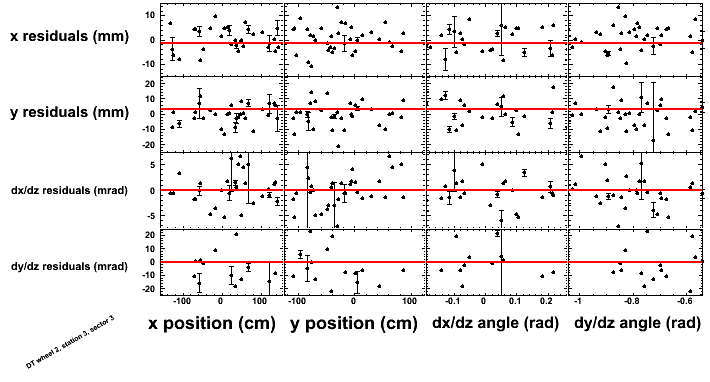 x residuals (mm)
10
0
-10
y residuals (mm)
20
10
0
-10
-20
dx/dz residuals (mrad)
5
0
-5
dy/dz residuals (mrad)
20
10
0
-10
-20
-100 0 100 -100 0 100 -0.1 0 0.1 0.2 -1 -0.8 -0.6
x position (cm) y position (cm) dx/dz angle (rad) dy/dz angle (rad)
DT wheel 2, station 3, sector 3